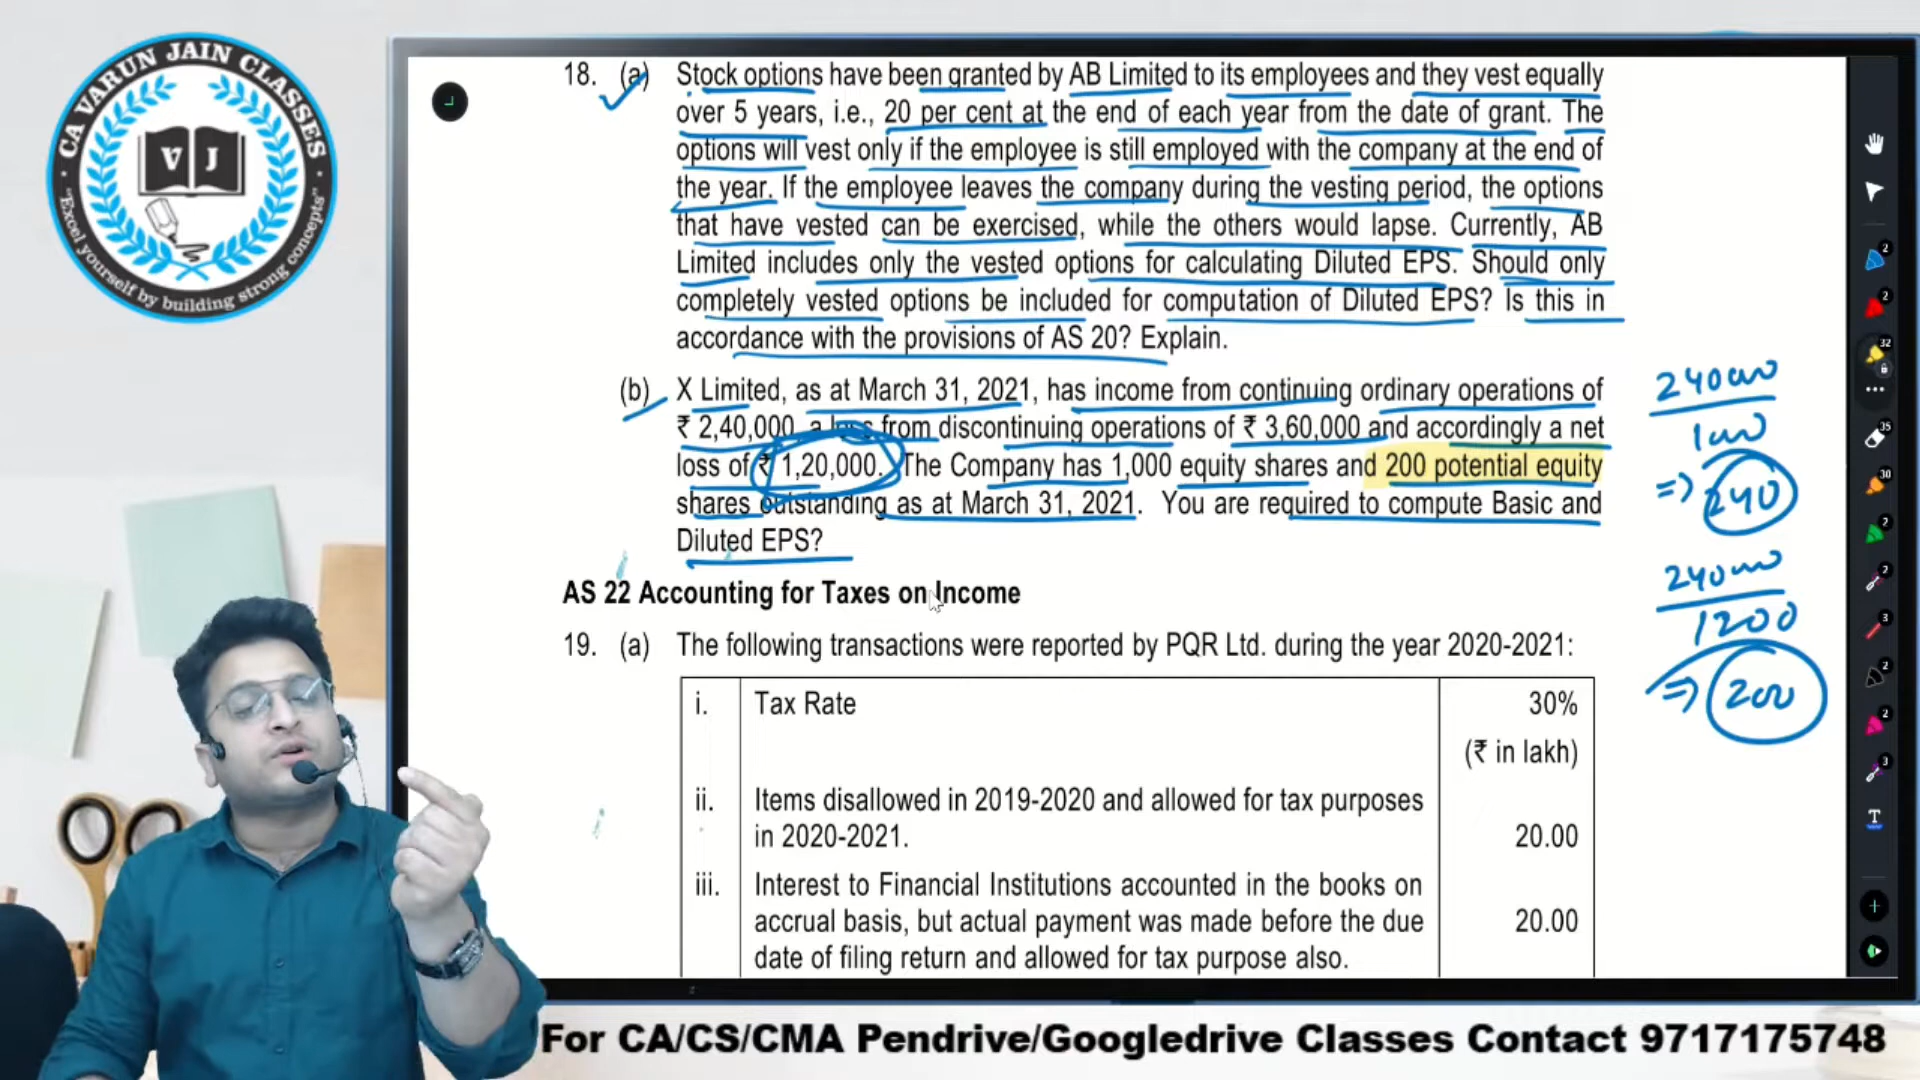 CA VARUN JAIN CLASSES
V J
"Excel yourself by building strong concepts"
18. (a) Stock options have been granted by AB Limited to its employees and they vest equally
over 5 years, i.e., 20 per cent at the end of each year from the date of grant. The
options will vest only if the employee is still employed with the company at the end of
the year. If the employee leaves the company during the vesting period, the options
that have vested can be exercised, while the others would lapse. Currently, AB
Limited includes only the vested options for calculating Diluted EPS. Should only
completely vested options be included for computation of Diluted EPS? Is this in
accordance with the provisions of AS 20? Explain.
(b) X Limited, as at March 31, 2021, has income from continuing ordinary operations of
₹ 2,40,000, a loss from discontinuing operations of ₹ 3,60,000 and accordingly a net
loss of ₹ 1,20,000. The Company has 1,000 equity shares and 200 potential equity
shares outstanding as at March 31, 2021. You are required to compute Basic and
Diluted EPS?
240000
1000
⇒ 240
240000
1200
⇒ 200
AS 22 Accounting for Taxes on Income
19. (a) The following transactions were reported by PQR Ltd. during the year 2020-2021:
i. Tax Rate 30%
(₹ in lakh)
ii. Items disallowed in 2019-2020 and allowed for tax purposes
in 2020-2021. 20.00
iii. Interest to Financial Institutions accounted in the books on
accrual basis, but actual payment was made before the due 20.00
date of filing return and allowed for tax purpose also.
2
2
32
35
30
2
2
3
2
2
3
T
For CA/CS/CMA Pendrive/Googledrive Classes Contact 9717175748